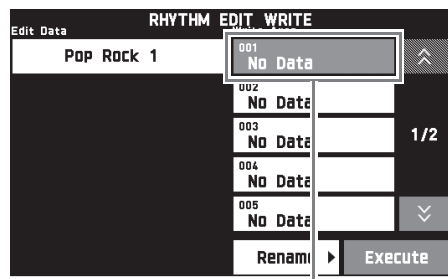 RHYTHM EDIT WRITE
Edit Data
Pop Rock 1
001
No Data
002
No Data
003
No Data
1/2
004
No Data
005
No Data
Rename
Execute